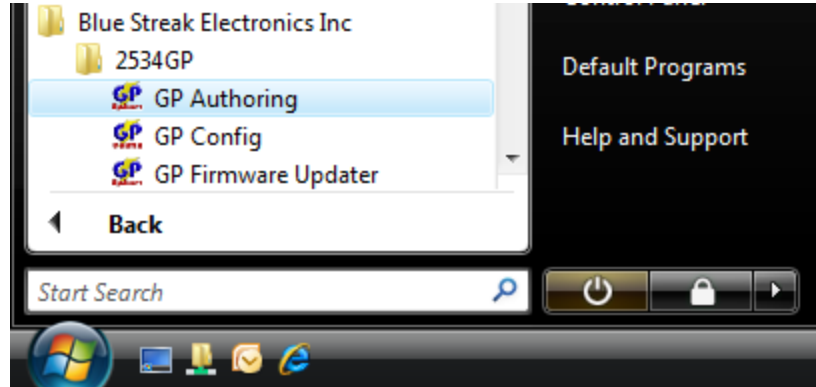 Blue Streak Electronics Inc
2534GP
GP Authoring
GP Config
GP Firmware Updater
Back
Start Search
Default Programs
Help and Support